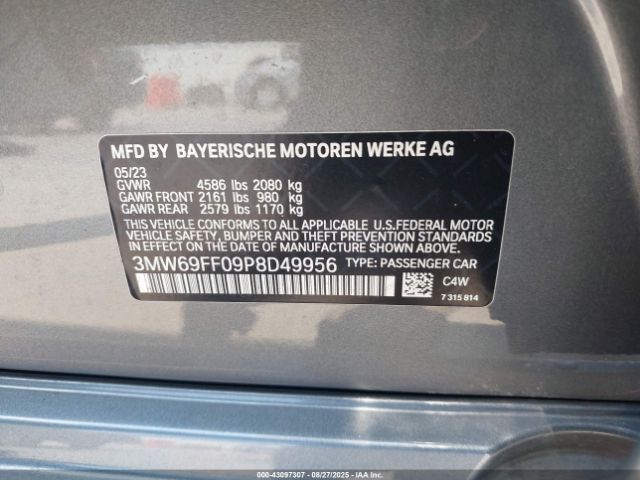 MFD BY BAYERISCHE MOTOREN WERKE AG
05/23
GVWR 4586 lbs 2080 kg
GAWR FRONT 2161 lbs 980 kg
GAWR REAR 2579 lbs 1170 kg
THIS VEHICLE CONFORMS TO ALL APPLICABLE U.S.FEDERAL MOTOR
VEHICLE SAFETY, BUMPER AND THEFT PREVENTION STANDARDS
IN EFFECT ON THE DATE OF MANUFACTURE SHOWN ABOVE.
3MW69FF09P8D49956 TYPE: PASSENGER CAR
C4W
7 315 814
000-43097307 - 08/27/2025 - IAAI.COM